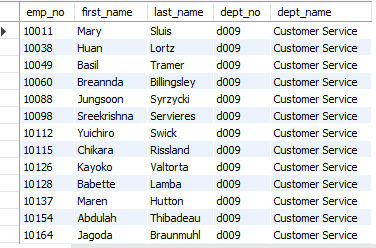 emp_no first_name last_name dept_no dept_name
10011 Mary Sluis d009 Customer Service
10038 Huan Lortz d009 Customer Service
10049 Basil Tramer d009 Customer Service
10060 Breannda Billingsley d009 Customer Service
10088 Jungsoon Syrzycki d009 Customer Service
10098 Sreekrishna Servieres d009 Customer Service
10112 Yuichiro Swick d009 Customer Service
10115 Chikara Rissland d009 Customer Service
10126 Kayoko Valtorta d009 Customer Service
10128 Babette Lamba d009 Customer Service
10137 Maren Hutton d009 Customer Service
10154 Abdulah Thibadeau d009 Customer Service
10164 Jagoda Braunmuhl d009 Customer Service